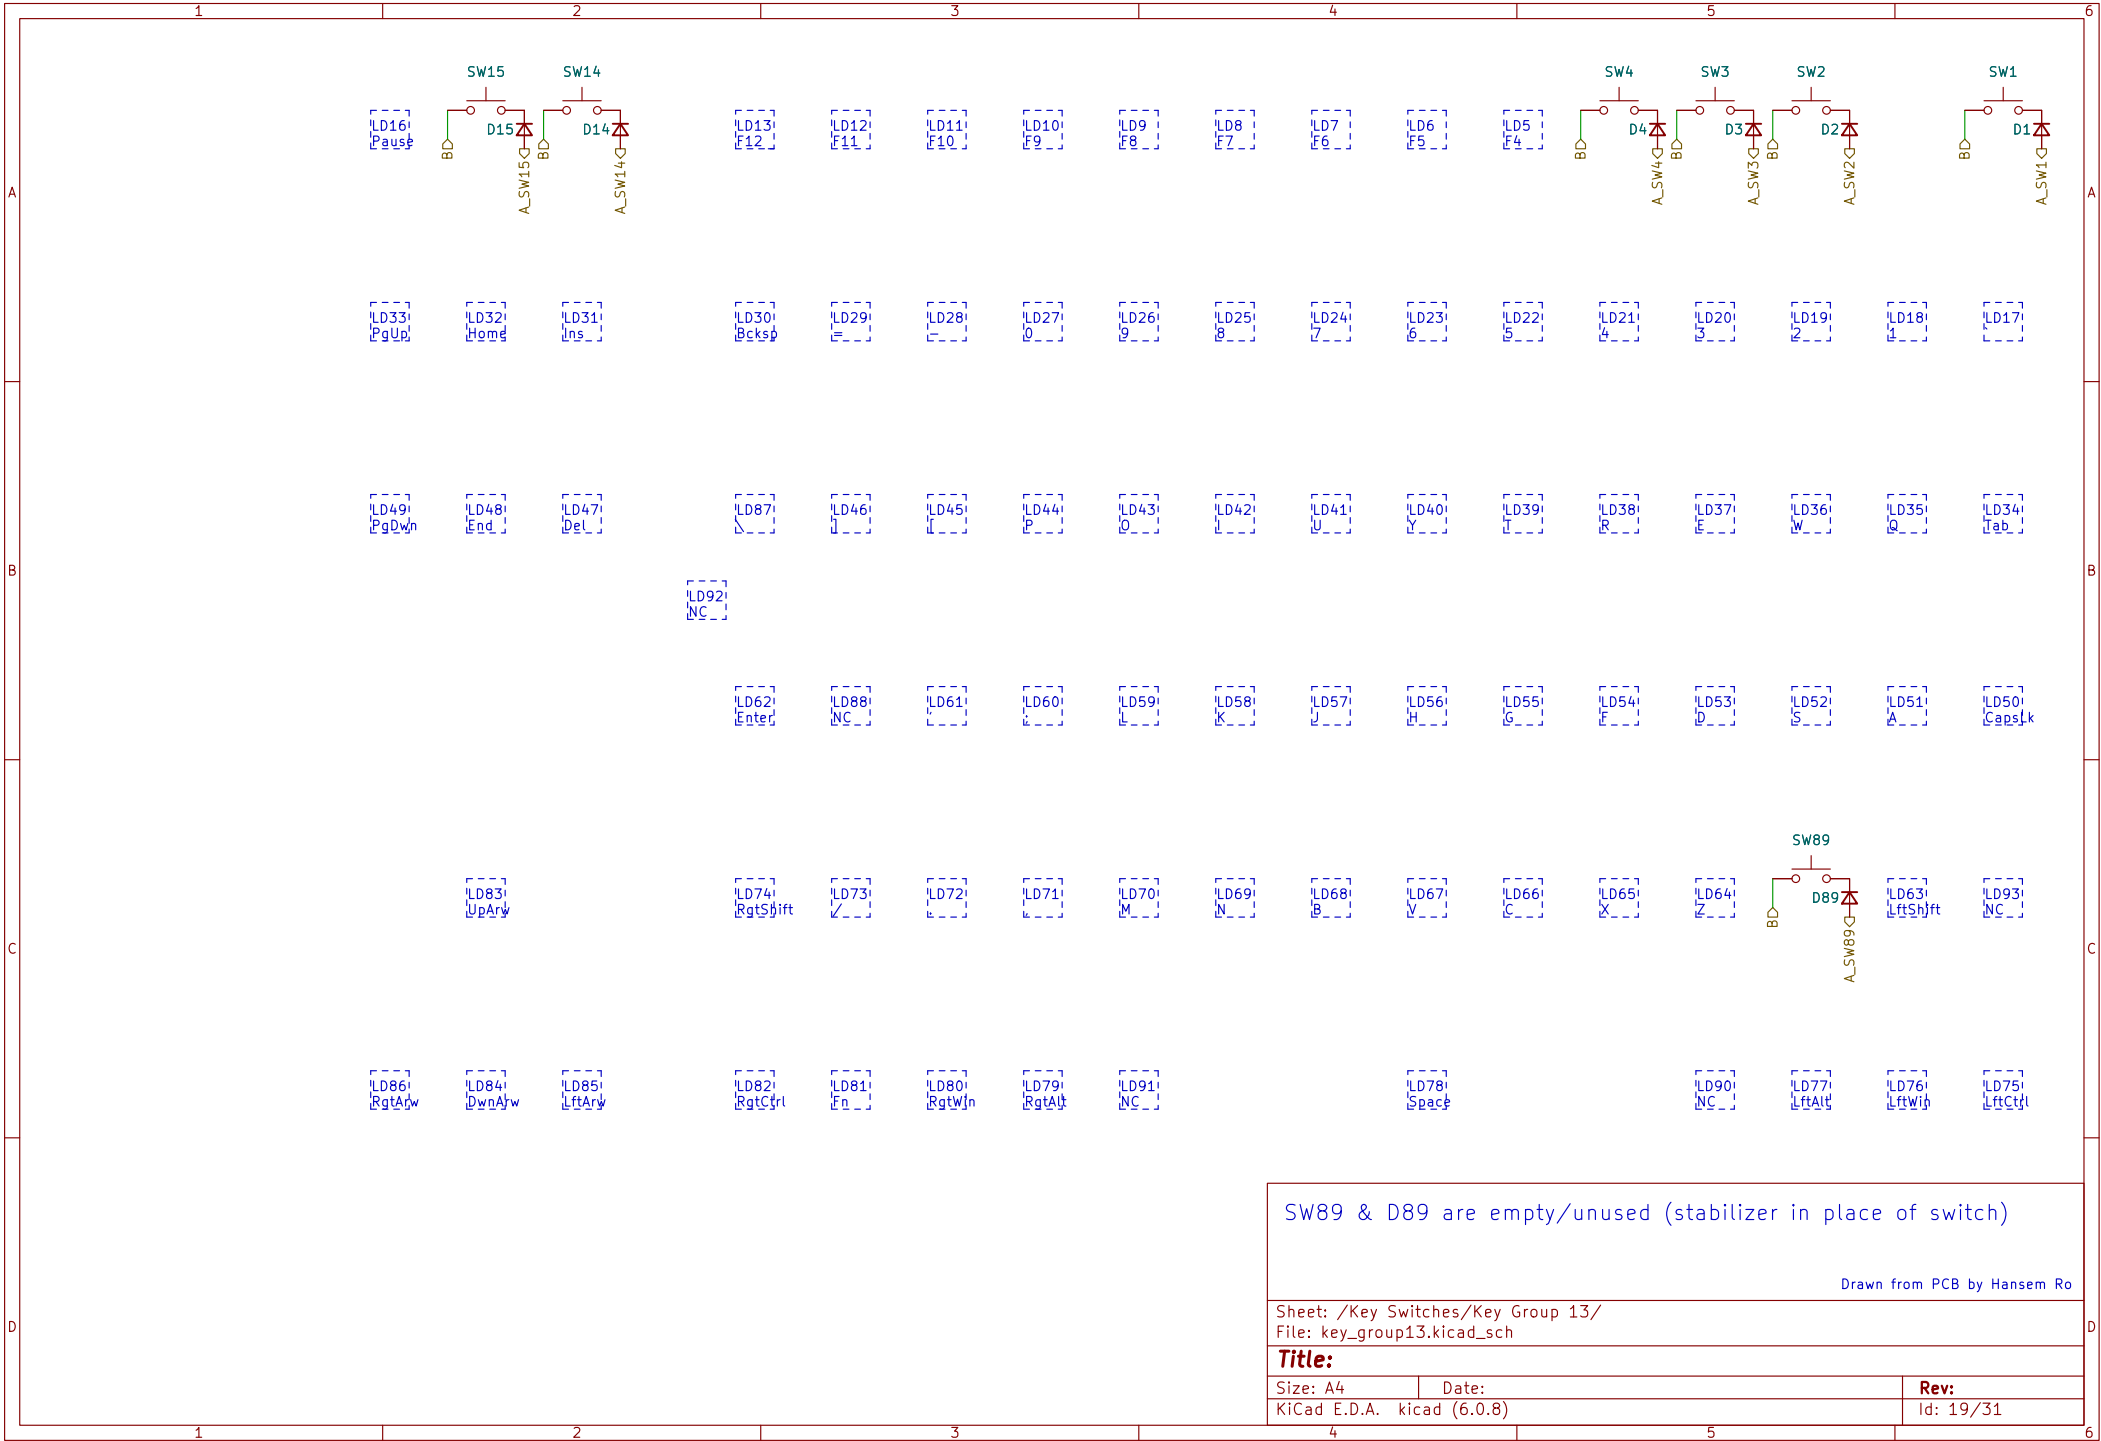 1 2 3 4 5 6
SW15 SW14 SW4 SW3 SW2 SW1
LD16 D15 D14 LD13 LD12 LD11 LD10 LD9 LD8 LD7 LD6 LD5 D4 D3 D2 D1
Pause F12 F11 F10 F9 F8 F7 F6 F5 F4
B B B B B B
A_SW15 A_SW14 A_SW4 A_SW3 A_SW2 A_SW1
A A
LD33 LD32 LD31 LD30 LD29 LD28 LD27 LD26 LD25 LD24 LD23 LD22 LD21 LD20 LD19 LD18 LD17
PgUp Home Ins Bcksp = - 0 9 8 7 6 5 4 3 2 1 `
LD49 LD48 LD47 LD87 LD46 LD45 LD44 LD43 LD42 LD41 LD40 LD39 LD38 LD37 LD36 LD35 LD34
PgDwn End Del \ ] [ P O I U Y T R E W Q Tab
B B
LD92
NC
LD62 LD88 LD61 LD60 LD59 LD58 LD57 LD56 LD55 LD54 LD53 LD52 LD51 LD50
Enter NC ' ; L K J H G F D S A CapsLk
SW89
LD83 LD74 LD73 LD72 LD71 LD70 LD69 LD68 LD67 LD66 LD65 LD64 D89 LD63 LD93
UpArw RgtShift / . , M N B V C X Z LftShift NC
B
A_SW89
C C
LD86 LD84 LD85 LD82 LD81 LD80 LD79 LD91 LD78 LD90 LD77 LD76 LD75
RgtArw DwnArw LftArw RgtCtrl Fn RgtWin RgtAlt NC Space NC LftAlt LftWin LftCtrl
SW89 & D89 are empty/unused (stabilizer in place of switch)
Drawn from PCB by Hansem Ro
Sheet: /Key Switches/Key Group 13/
D D
File: key_group13.kicad_sch
Title:
Size: A4 Date: Rev:
KiCad E.D.A. kicad (6.0.8) Id: 19/31
1 2 3 4 5 6